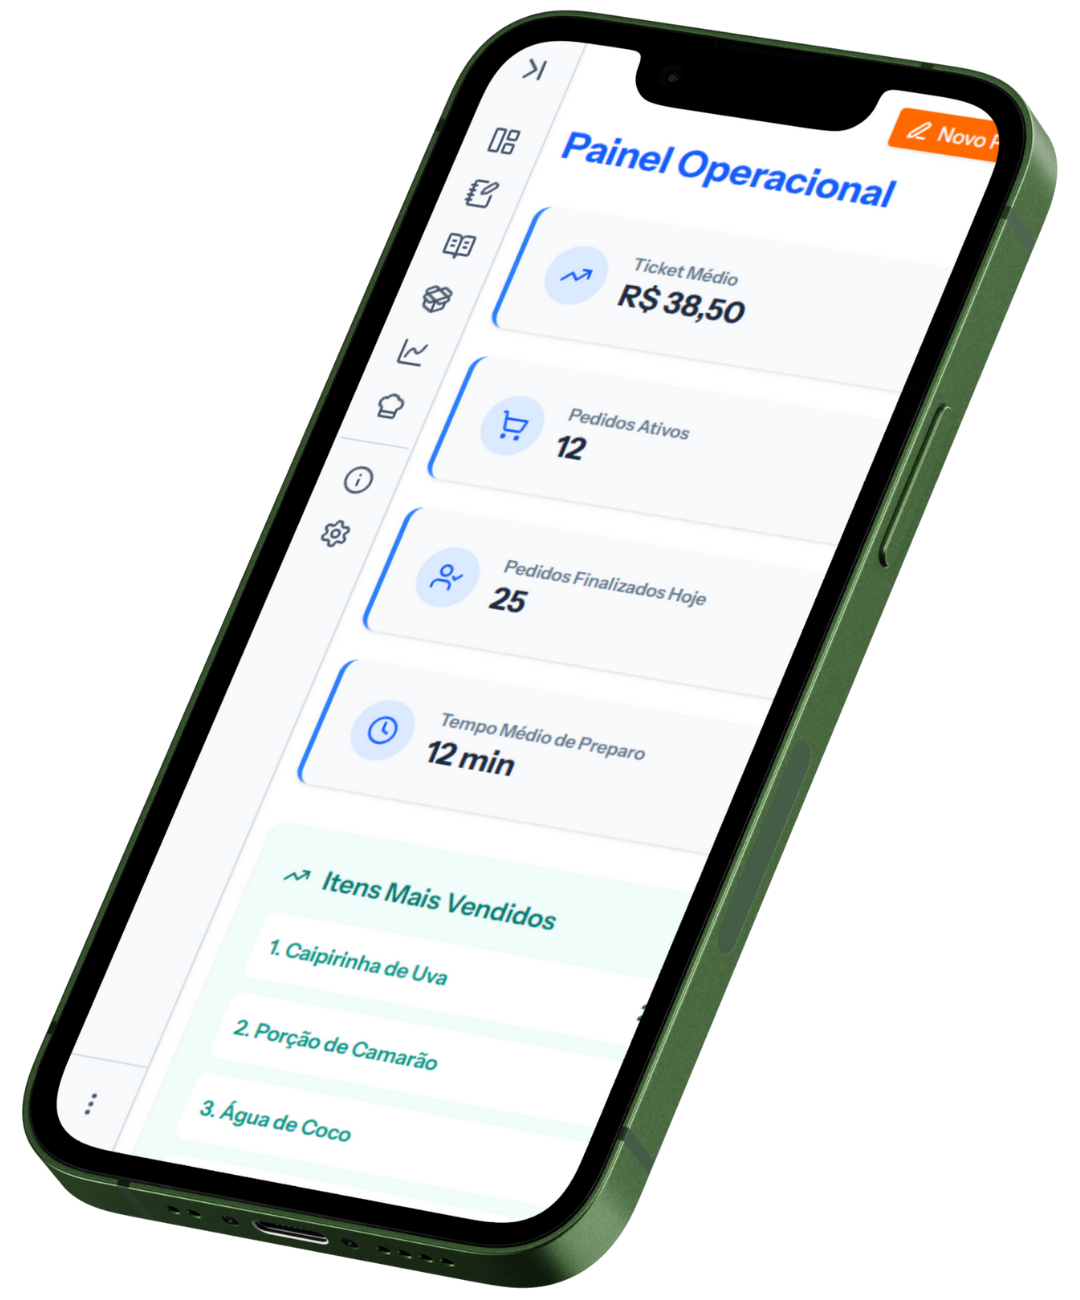 Novo
Painel Operacional
Ticket Médio
R$ 38,50
Pedidos Ativos
12
Pedidos Finalizados Hoje
25
Tempo Médio de Preparo
12 min
Itens Mais Vendidos
1. Caipirinha de Uva
2. Porção de Camarão
3. Água de Coco